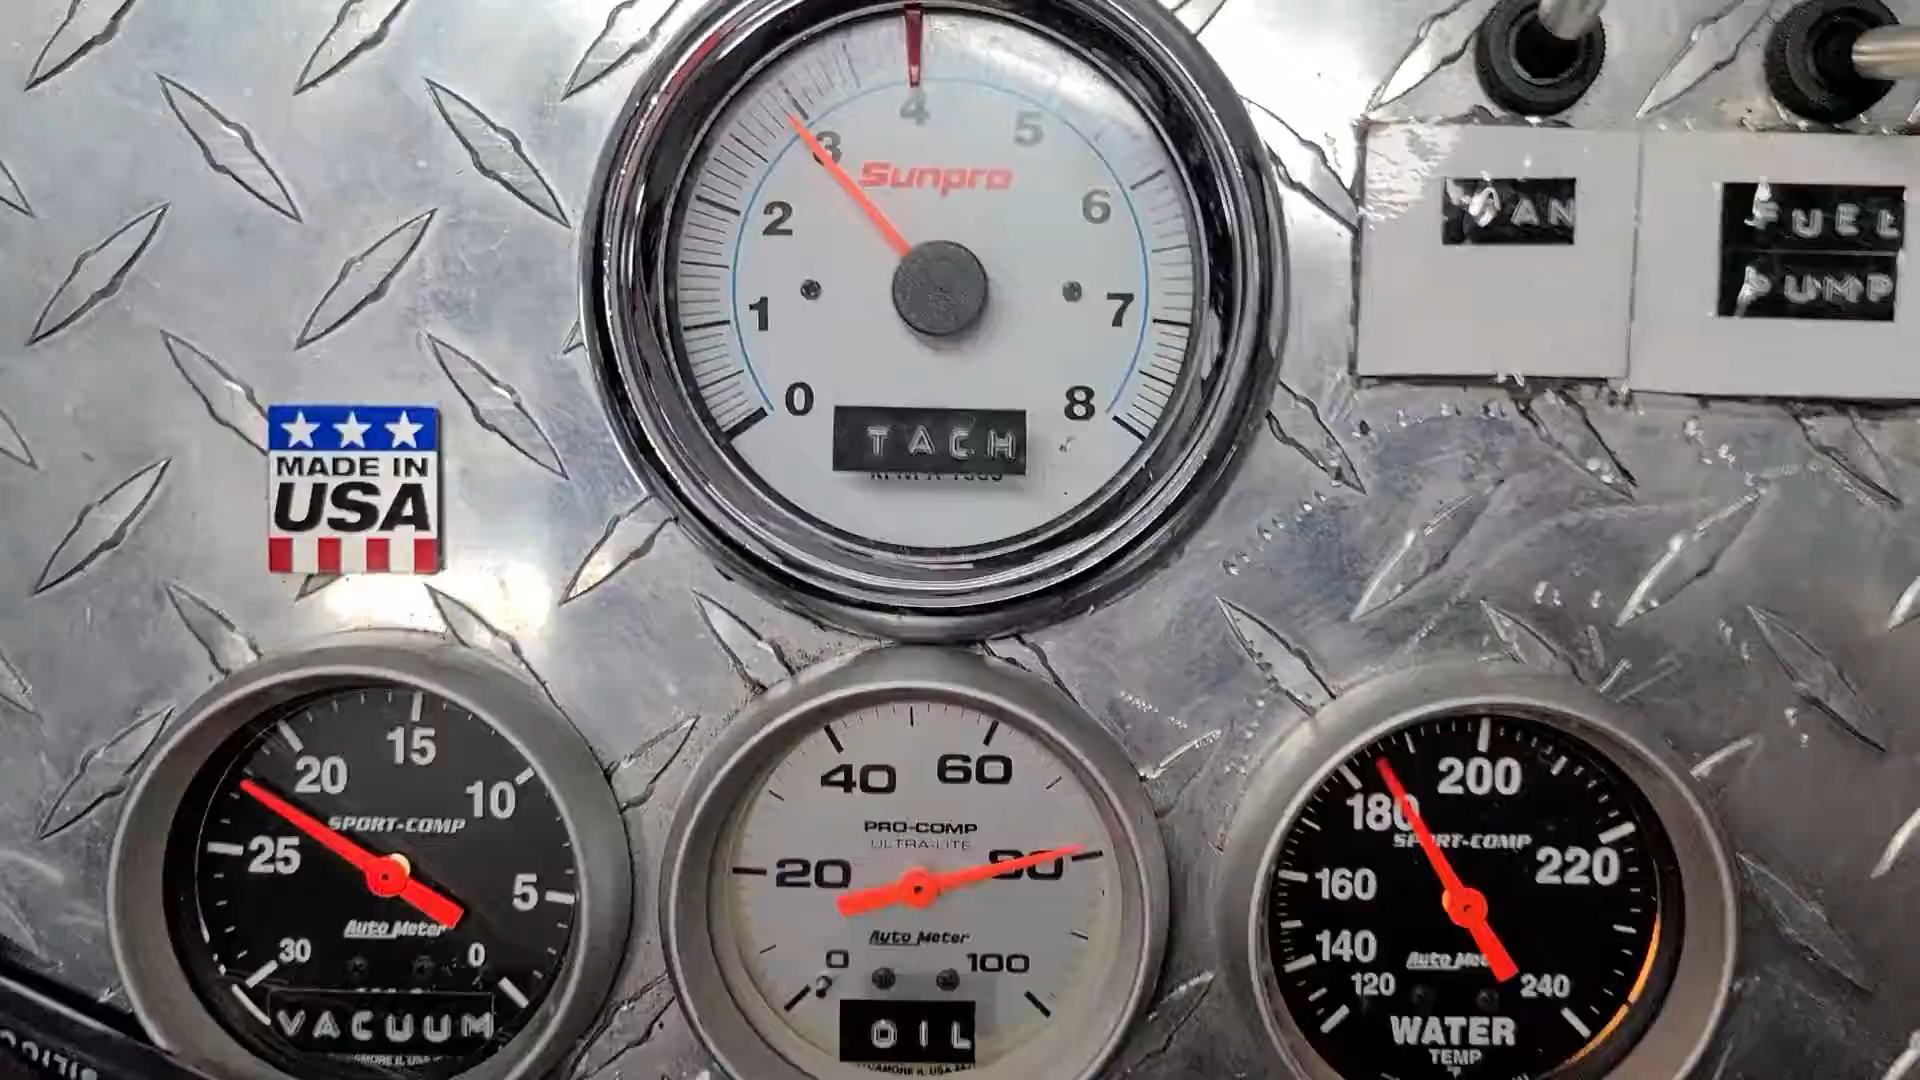 4
3
5
Sunpro
2
6
1
7
0
8
TACH
FAN
FUEL
PUMP
MADE IN
USA
15
20
10
SPORT-COMP
25
5
Auto Meter
30
0
VACUUM
40
60
PRO-COMP
ULTRA-LITE
20
80
Auto Meter
0
100
OIL
200
180
SPORT-COMP
220
160
140
120
240
WATER
TEMP
°F